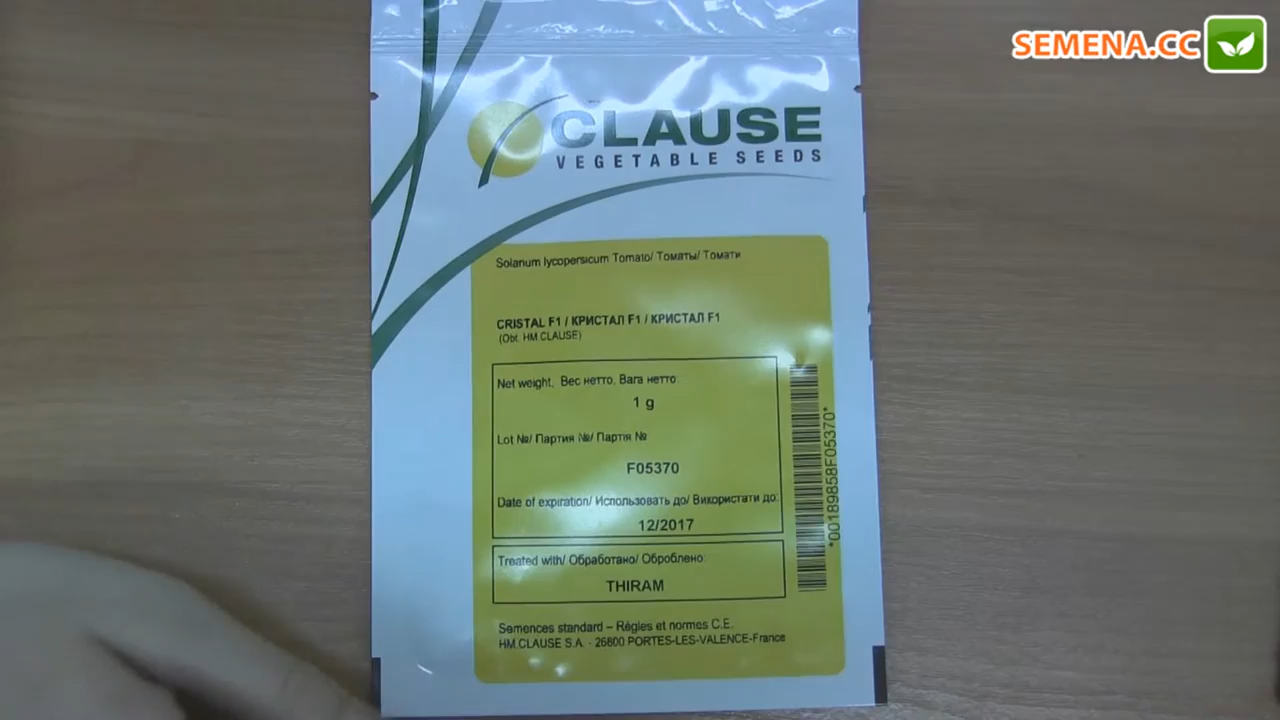 SEMENA.CC
CLAUSE
VEGETABLE SEEDS
Solanum lycopersicum Tomato/ Томаты/ Томати
CRISTAL F1 / КРИСТАЛ F1 / КРИСТАЛ F1
(Obt. HM CLAUSE)
Net weight, Вес нетто, Вага нетто:
1 g
Lot №/ Партия №/ Партія №
F05370
Date of expiration/ Использовать до/ Використати до:
12/2017
*00189858F05370*
Treated with/ Обработано/ Оброблено:
THIRAM
Semences standard – Règles et normes C.E.
HM.CLAUSE S.A. - 26800 PORTES-LES-VALENCE-France